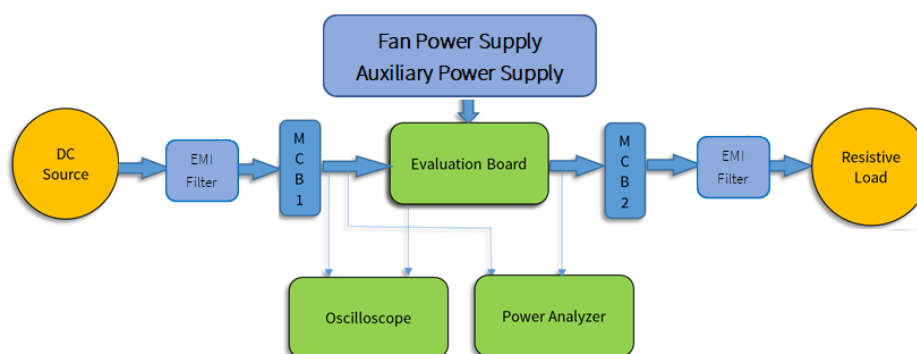 Fan Power Supply
Auxiliary Power Supply
DC
Source
EMI
Filter
M
C
B
1
Evaluation Board
M
C
B
2
EMI
Filter
Resistive
Load
Oscilloscope
Power Analyzer